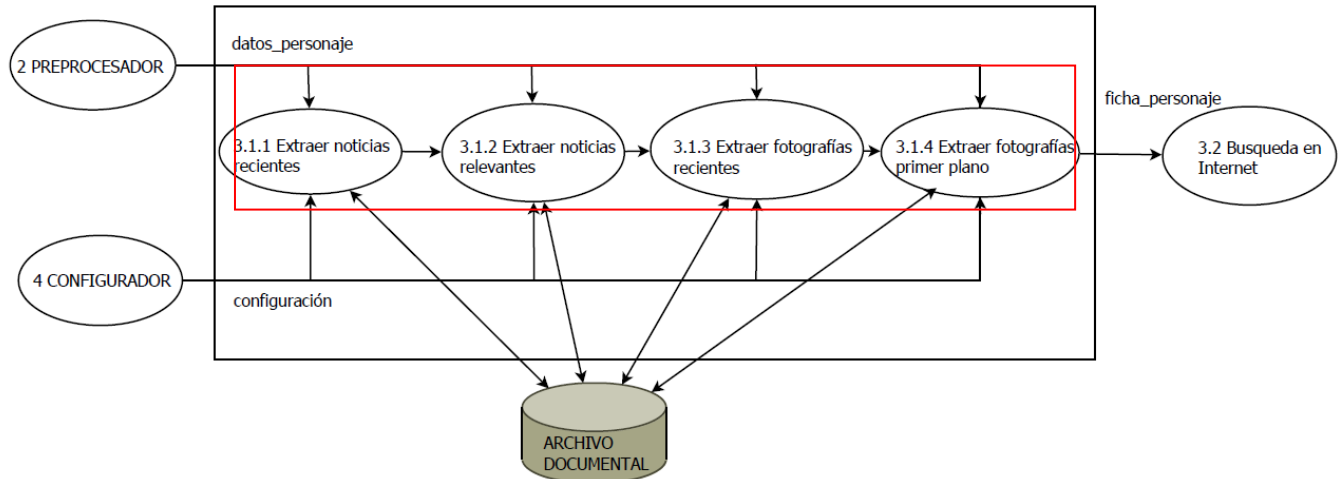 datos_personaje
2 PREPROCESADOR
ficha_personaje
3.1.1 Extraer noticias
recientes
3.1.2 Extraer noticias
relevantes
3.1.3 Extraer fotografías
recientes
3.1.4 Extraer fotografías
primer plano
3.2 Busqueda en
Internet
4 CONFIGURADOR
configuración
ARCHIVO
DOCUMENTAL